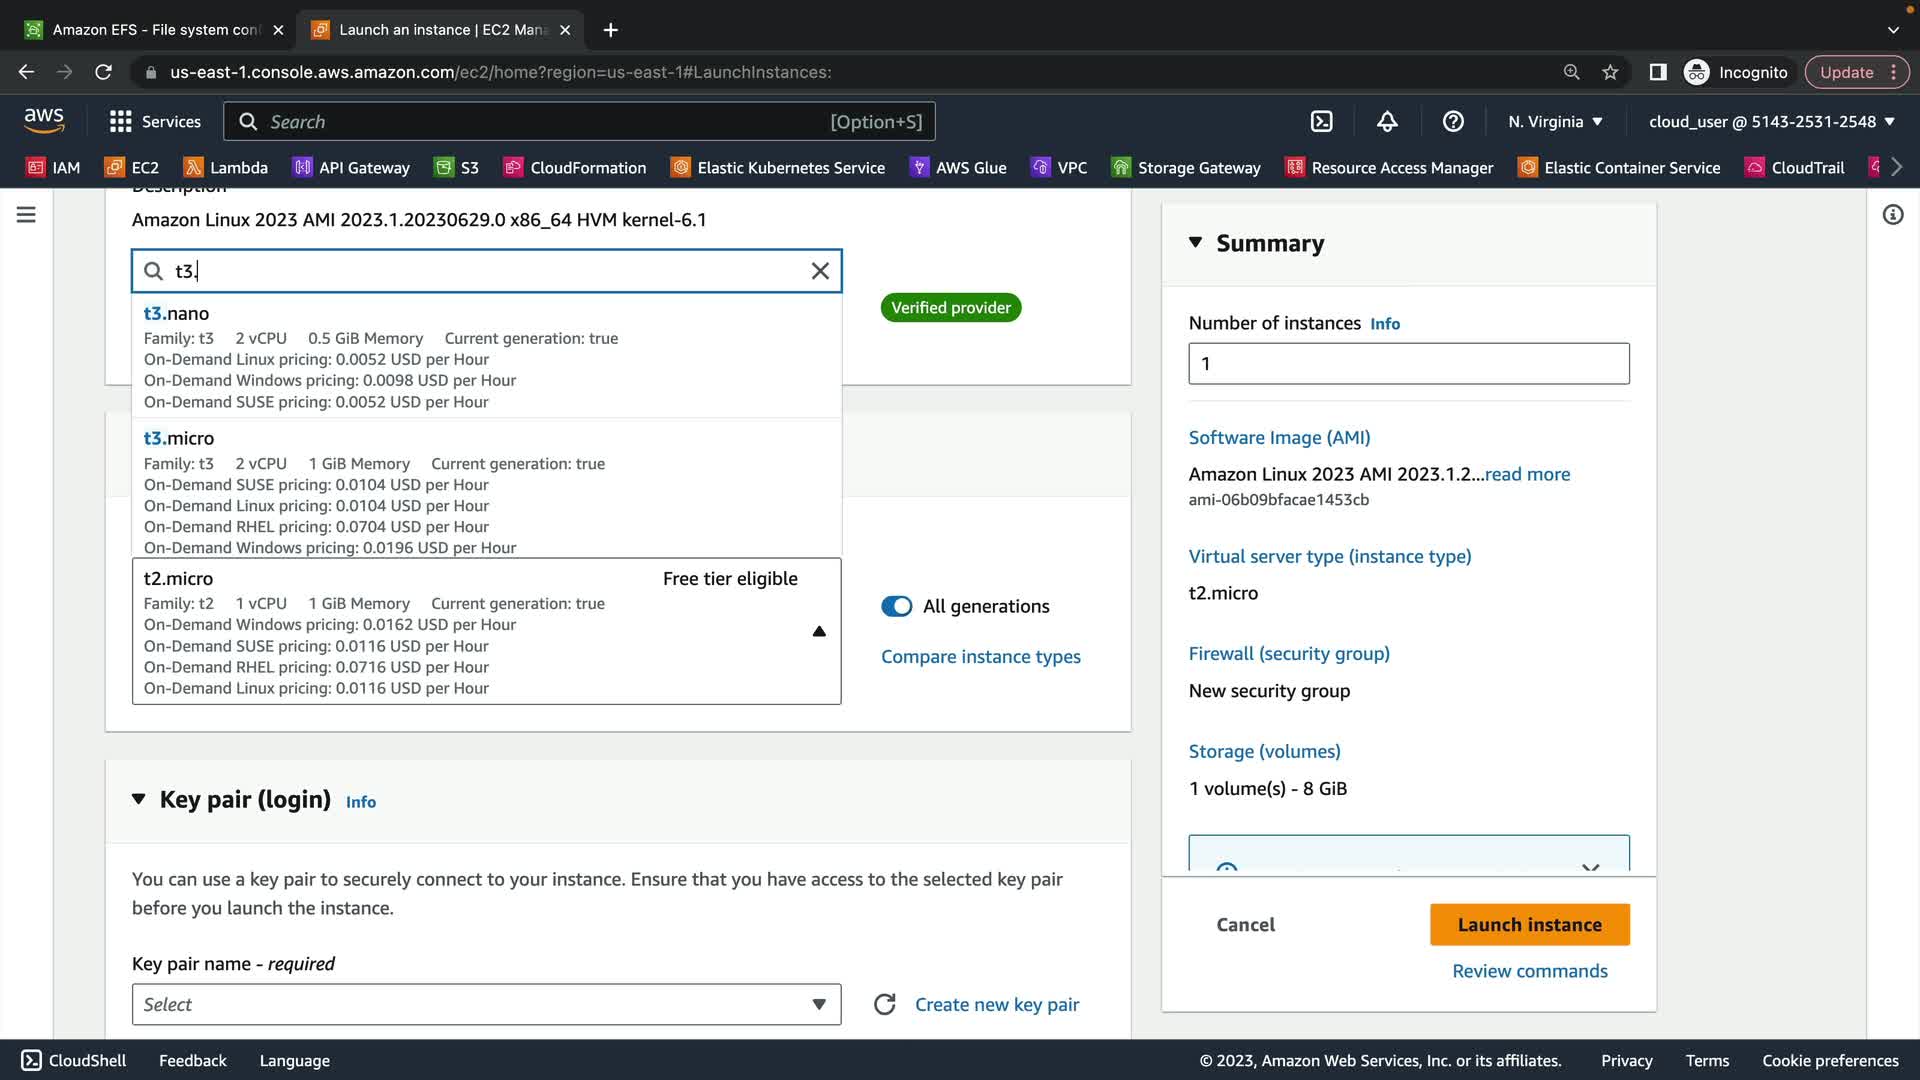 Amazon EFS - File system con
Launch an instance | EC2 Mana
us-east-1.console.aws.amazon.com/ec2/home?region=us-east-1#LaunchInstances:
Incognito
Update
aws
Services
Search
[Option+S]
N. Virginia
cloud_user @ 5143-2531-2548
IAM
EC2
Lambda
API Gateway
S3
CloudFormation
Elastic Kubernetes Service
AWS Glue
VPC
Storage Gateway
Resource Access Manager
Elastic Container Service
CloudTrail
Description
Amazon Linux 2023 AMI 2023.1.20230629.0 x86_64 HVM kernel-6.1
t3.
Verified provider
t3.nano
Family: t3 2 vCPU 0.5 GiB Memory Current generation: true
On-Demand Linux pricing: 0.0052 USD per Hour
On-Demand Windows pricing: 0.0098 USD per Hour
On-Demand SUSE pricing: 0.0052 USD per Hour
t3.micro
Family: t3 2 vCPU 1 GiB Memory Current generation: true
On-Demand SUSE pricing: 0.0104 USD per Hour
On-Demand Linux pricing: 0.0104 USD per Hour
On-Demand RHEL pricing: 0.0704 USD per Hour
On-Demand Windows pricing: 0.0196 USD per Hour
t2.micro
Free tier eligible
Family: t2 1 vCPU 1 GiB Memory Current generation: true
On-Demand Windows pricing: 0.0162 USD per Hour
On-Demand SUSE pricing: 0.0116 USD per Hour
On-Demand RHEL pricing: 0.0716 USD per Hour
On-Demand Linux pricing: 0.0116 USD per Hour
All generations
Compare instance types
Key pair (login) Info
You can use a key pair to securely connect to your instance. Ensure that you have access to the selected key pair
before you launch the instance.
Key pair name - required
Select
Create new key pair
Summary
Number of instances Info
1
Software Image (AMI)
Amazon Linux 2023 AMI 2023.1.2...read more
ami-06b09bfacae1453cb
Virtual server type (instance type)
t2.micro
Firewall (security group)
New security group
Storage (volumes)
1 volume(s) - 8 GiB
Cancel
Launch instance
Review commands
CloudShell
Feedback
Language
© 2023, Amazon Web Services, Inc. or its affiliates.
Privacy
Terms
Cookie preferences